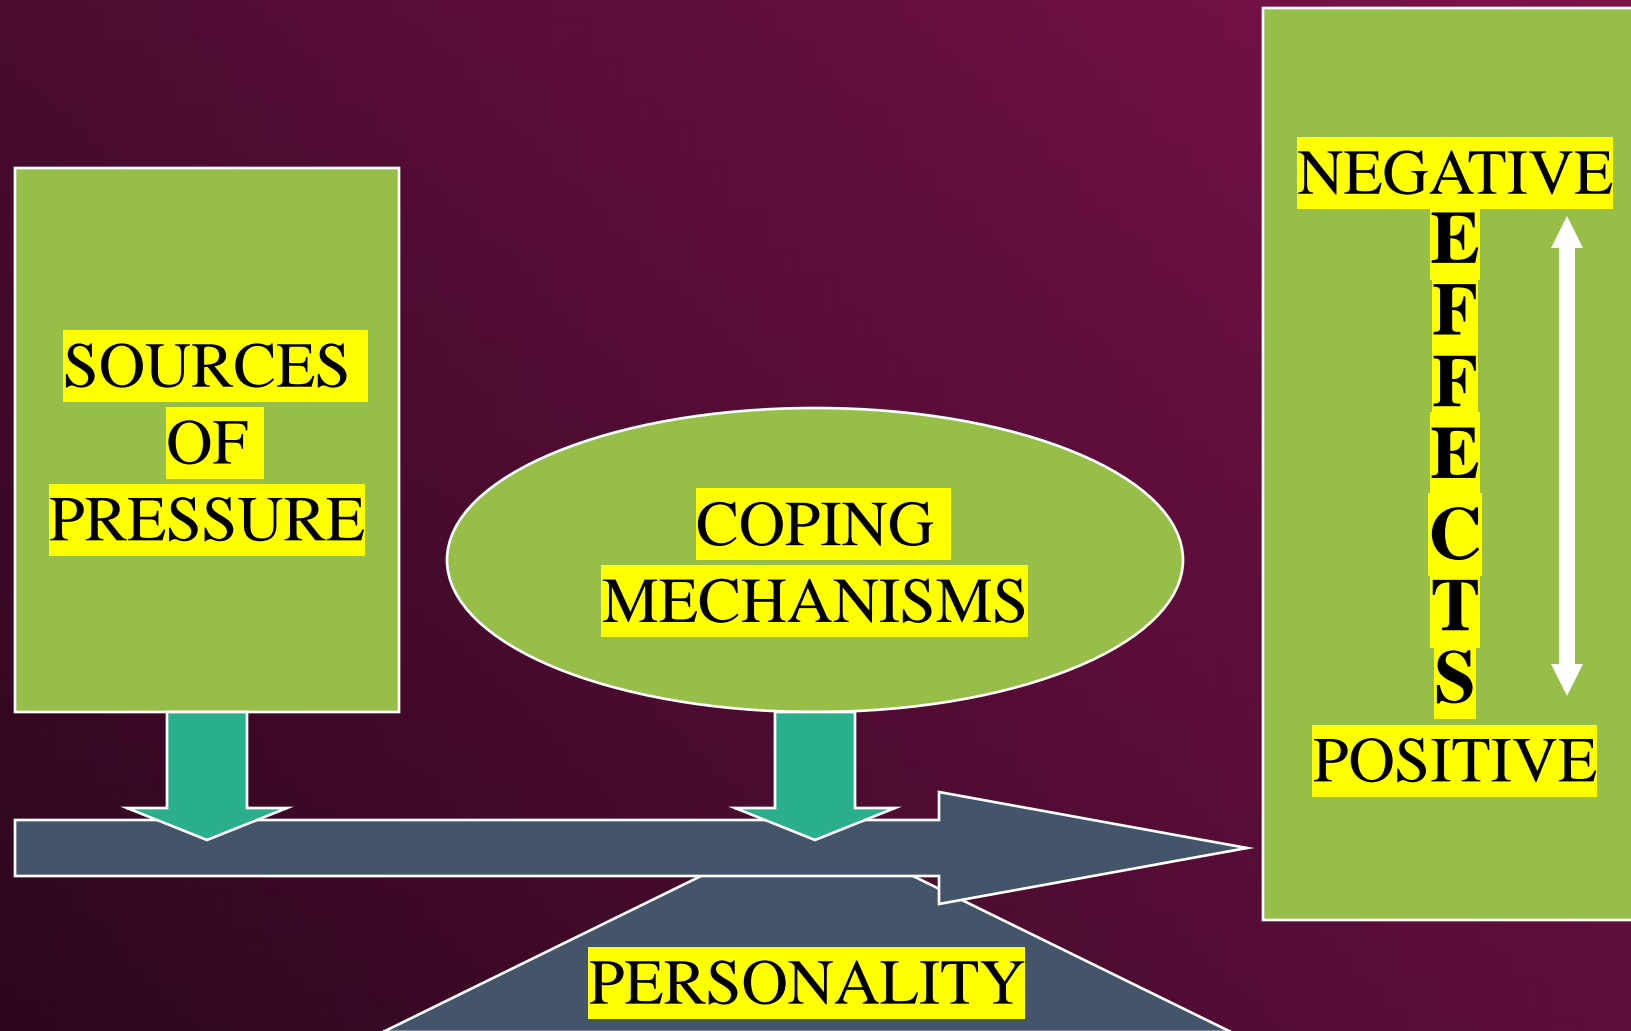 SOURCES
OF
PRESSURE
COPING
MECHANISMS
NEGATIVE
E
F
F
E
C
T
S
POSITIVE
PERSONALITY